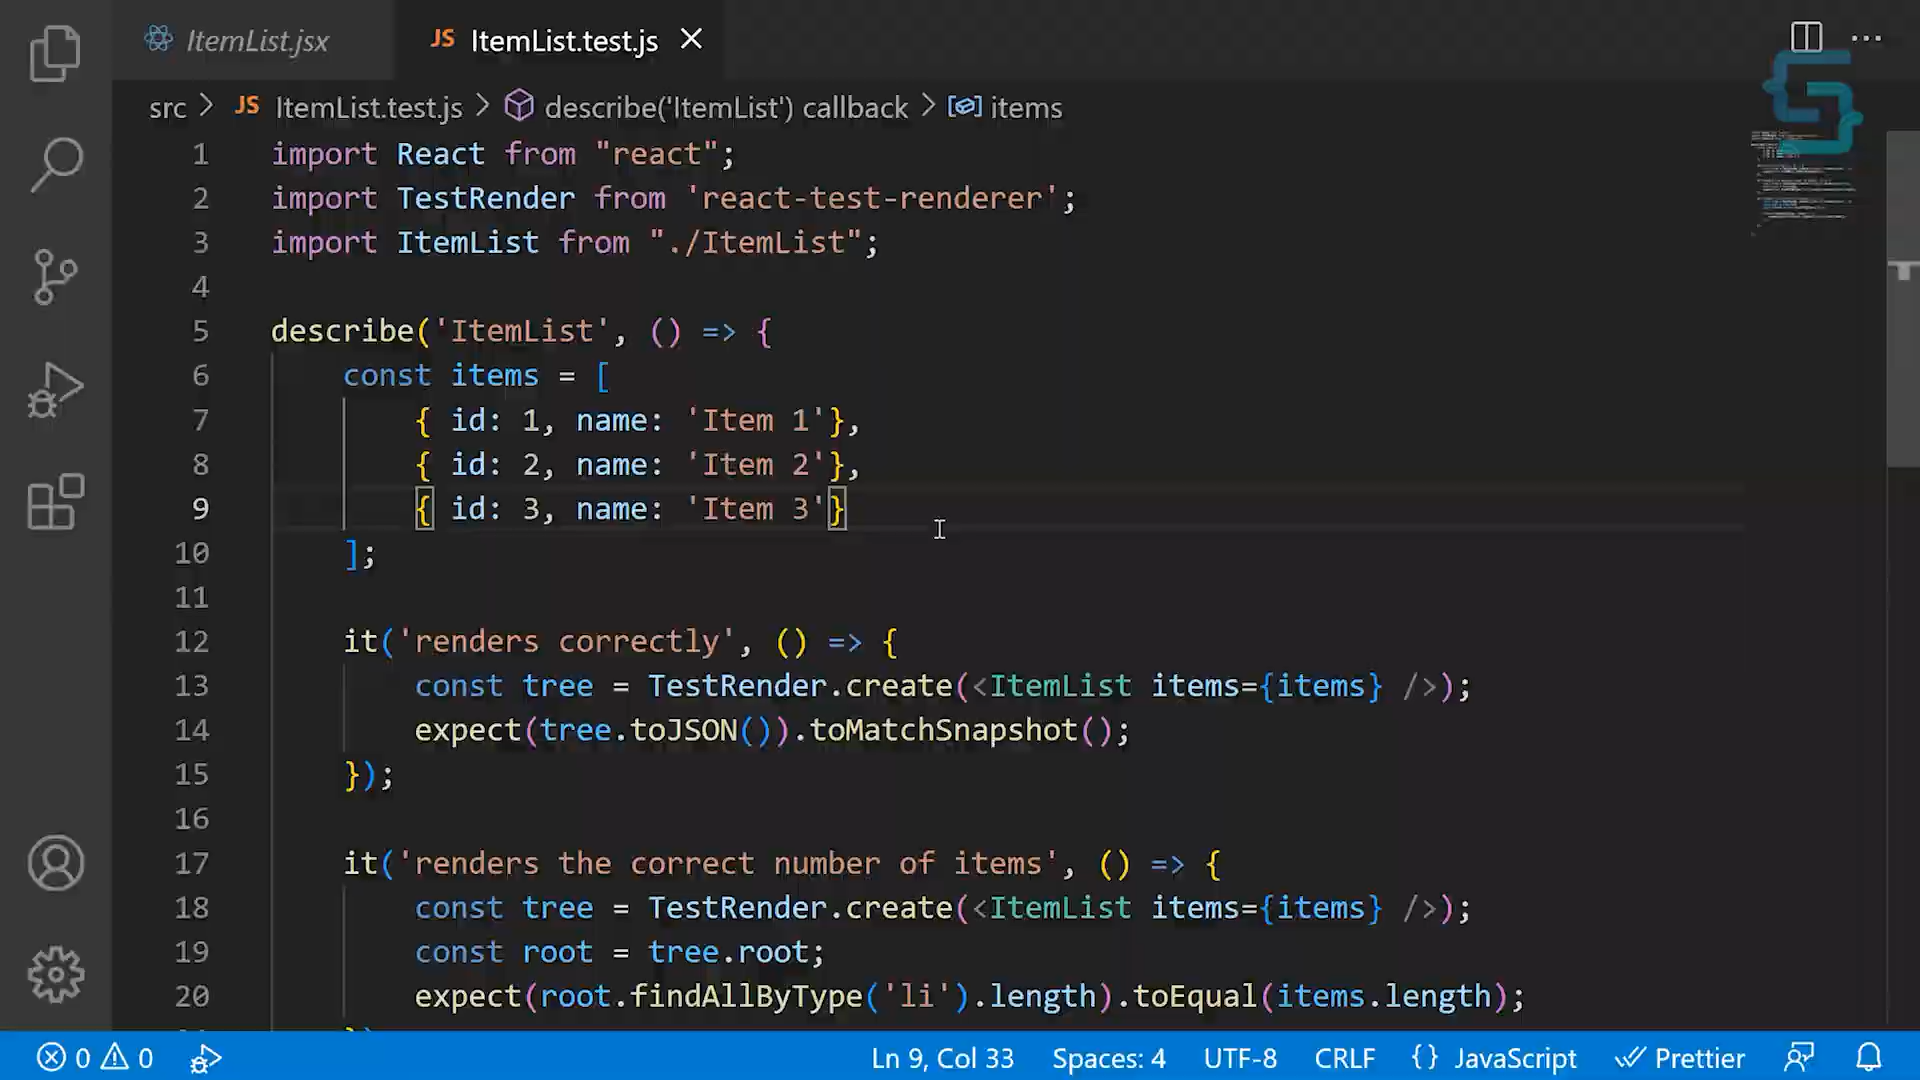 ItemList.jsx
JS ItemList.test.js
src > JS ItemList.test.js > describe('ItemList') callback > items
1 import React from "react";
2 import TestRender from 'react-test-renderer';
3 import ItemList from "./ItemList";
4
5 describe('ItemList', () => {
6 const items = [
7 { id: 1, name: 'Item 1'},
8 { id: 2, name: 'Item 2'},
9 { id: 3, name: 'Item 3'}
10 ];
11
12 it('renders correctly', () => {
13 const tree = TestRender.create(<ItemList items={items} />);
14 expect(tree.toJSON()).toMatchSnapshot();
15 });
16
17 it('renders the correct number of items', () => {
18 const tree = TestRender.create(<ItemList items={items} />);
19 const root = tree.root;
20 expect(root.findAllByType('li').length).toEqual(items.length);
0 0 Ln 9, Col 33 Spaces: 4 UTF-8 CRLF {} JavaScript Prettier